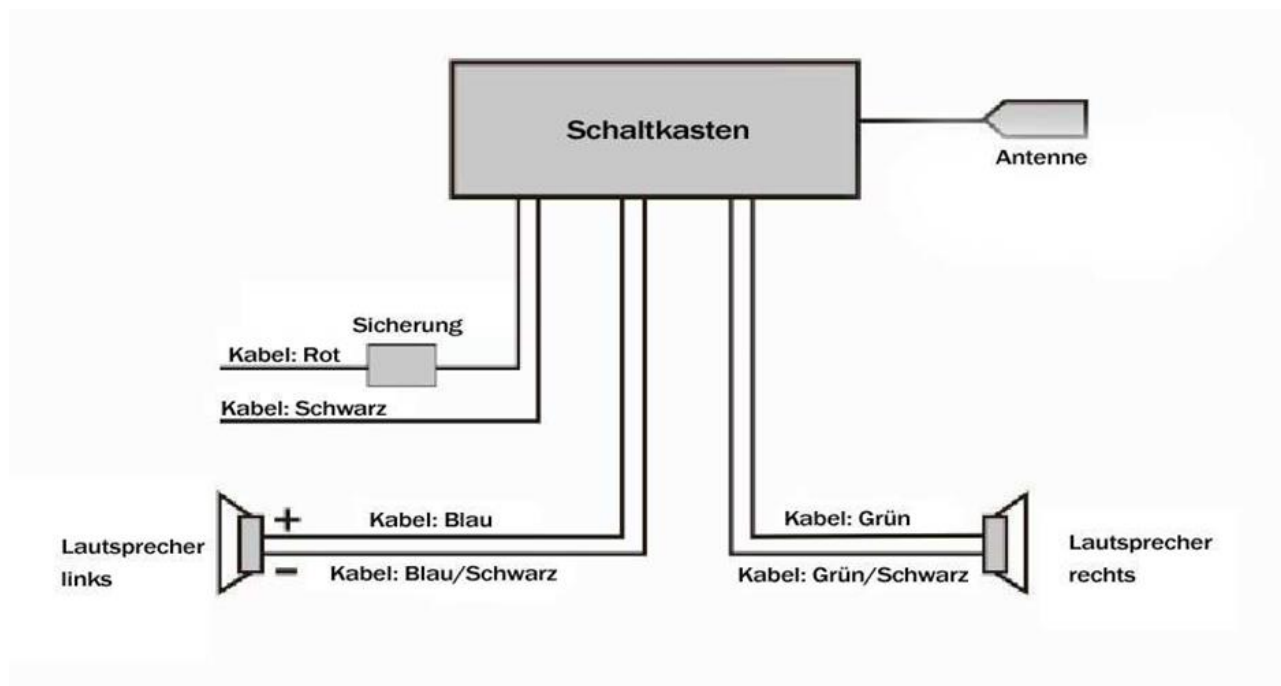 Schaltkasten
Antenne
Sicherung
Kabel: Rot
Kabel: Schwarz
+
Kabel: Blau
Lautsprecher
links
–
Kabel: Blau/Schwarz
Kabel: Grün
Kabel: Grün/Schwarz
Lautsprecher
rechts